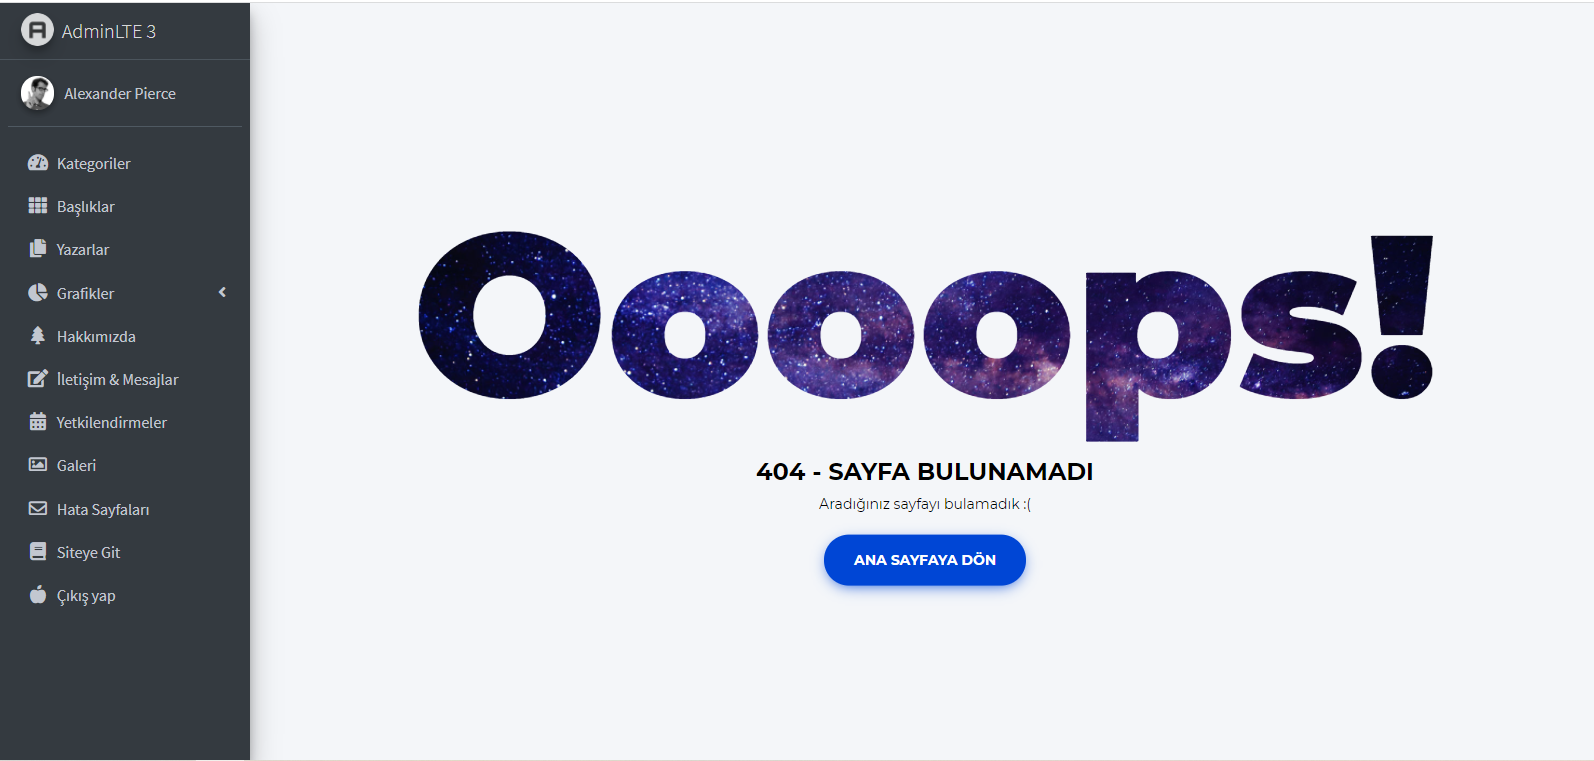 AdminLTE 3
Alexander Pierce
Kategoriler
Başlıklar
Yazarlar
Grafikler
Hakkımızda
İletişim & Mesajlar
Yetkilendirmeler
Galeri
Hata Sayfaları
Siteye Git
Çıkış yap
Oooops!
404 - SAYFA BULUNAMADI
Aradığınız sayfayı bulamadık :(
ANA SAYFAYA DÖN